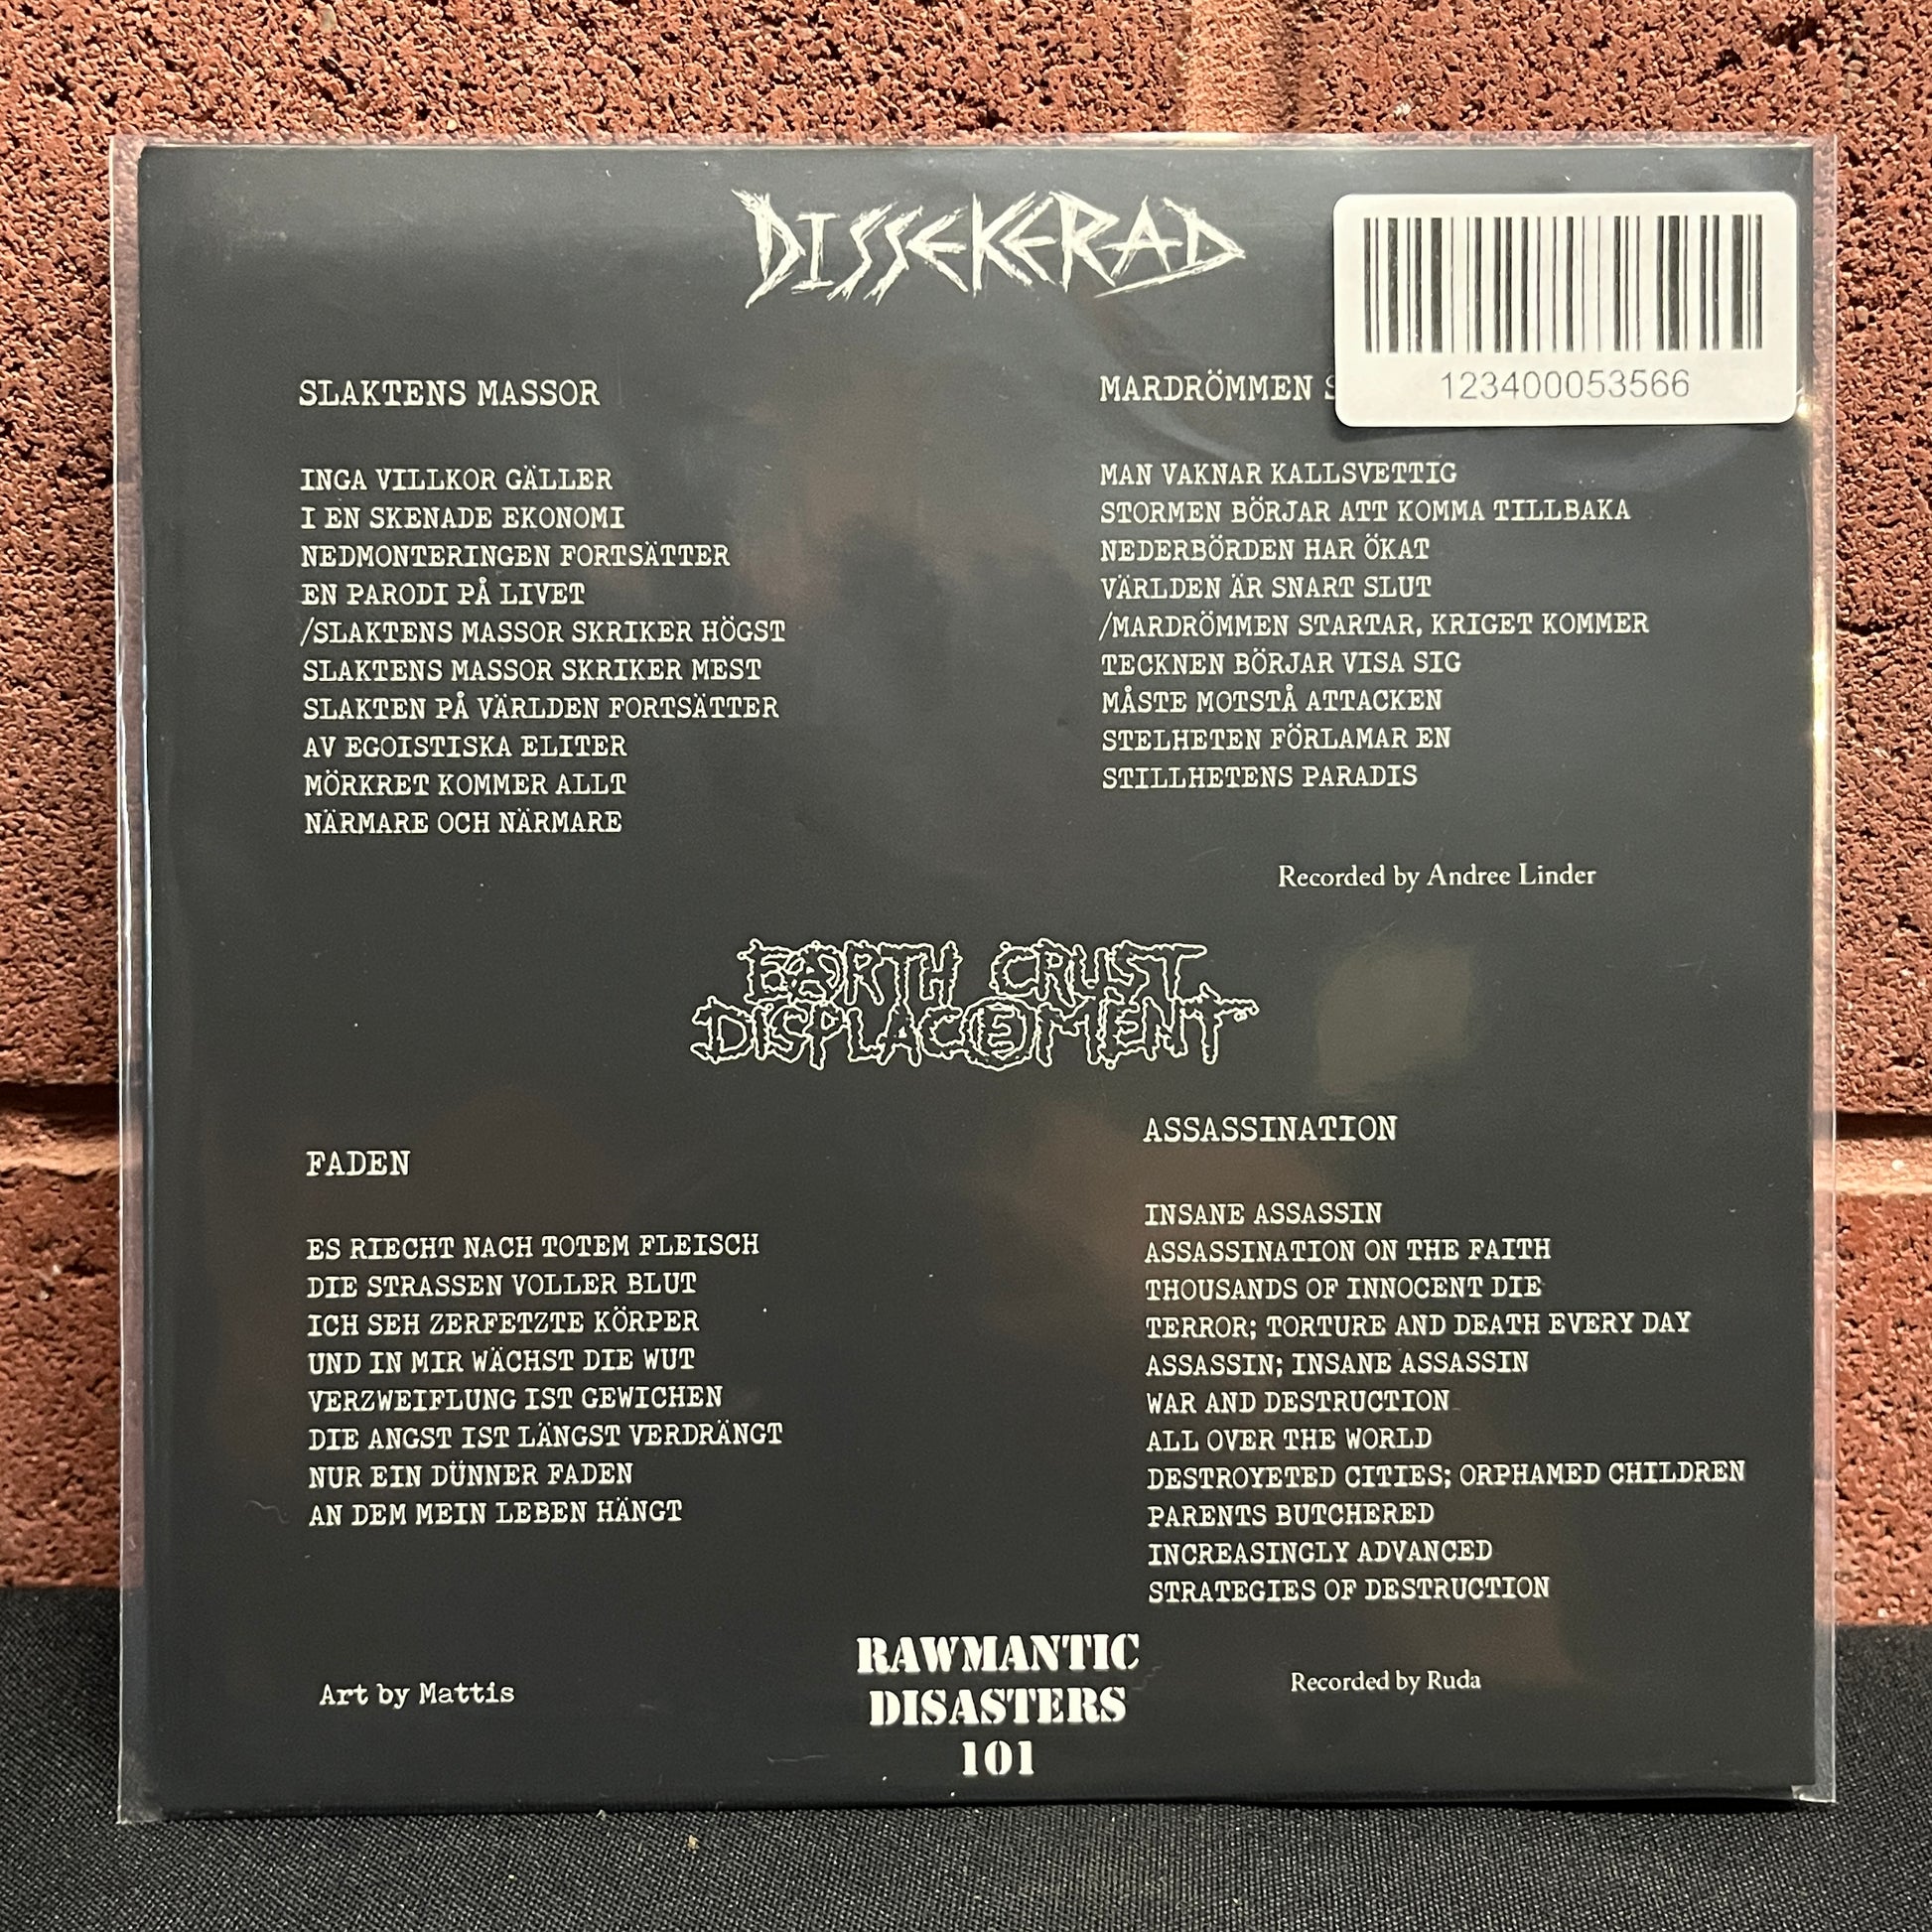 DISSEKERAD
123400053566
SLAKTENS MASSOR
INGA VILLKOR GÄLLER
I EN SKENADE EKONOMI
NEDMONTERINGEN FORTSÄTTER
EN PARODI PÅ LIVET
/SLAKTENS MASSOR SKRIKER HÖGST
SLAKTENS MASSOR SKRIKER MEST
SLAKTEN PÅ VÄRLDEN FORTSÄTTER
AV EGOISTISKA ELITER
MÖRKRET KOMMER ALLT
NÄRMARE OCH NÄRMARE
MARDRÖMMEN
MAN VAKNAR KALLSVETTIG
STORMEN BÖRJAR ATT KOMMA TILLBAKA
NEDERBÖRDEN HAR ÖKAT
VÄRLDEN ÄR SNART SLUT
/MARDRÖMMEN STARTAR, KRIGET KOMMER
TECKNEN BÖRJAR VISA SIG
MÅSTE MOTSTÅ ATTACKEN
STELHETEN FÖRLAMAR EN
STILLHETENS PARADIS
Recorded by Andree Linder
EARTH CRUST
DISPLACEMENT
FADEN
ES RIECHT NACH TOTEM FLEISCH
DIE STRASSEN VOLLER BLUT
ICH SEH ZERFETZTE KÖRPER
UND IN MIR WÄCHST DIE WUT
VERZWEIFLUNG IST GEWICHEN
DIE ANGST IST LÄNGST VERDRÄNGT
NUR EIN DÜNNER FADEN
AN DEM MEIN LEBEN HÄNGT
ASSASSINATION
INSANE ASSASSIN
ASSASSINATION ON THE FAITH
THOUSANDS OF INNOCENT DIE
TERROR; TORTURE AND DEATH EVERY DAY
ASSASSIN; INSANE ASSASSIN
WAR AND DESTRUCTION
ALL OVER THE WORLD
DESTROYETED CITIES; ORPHAMED CHILDREN
PARENTS BUTCHERED
INCREASINGLY ADVANCED
STRATEGIES OF DESTRUCTION
Art by Mattis
RAWMANTIC
DISASTERS
101
Recorded by Ruda